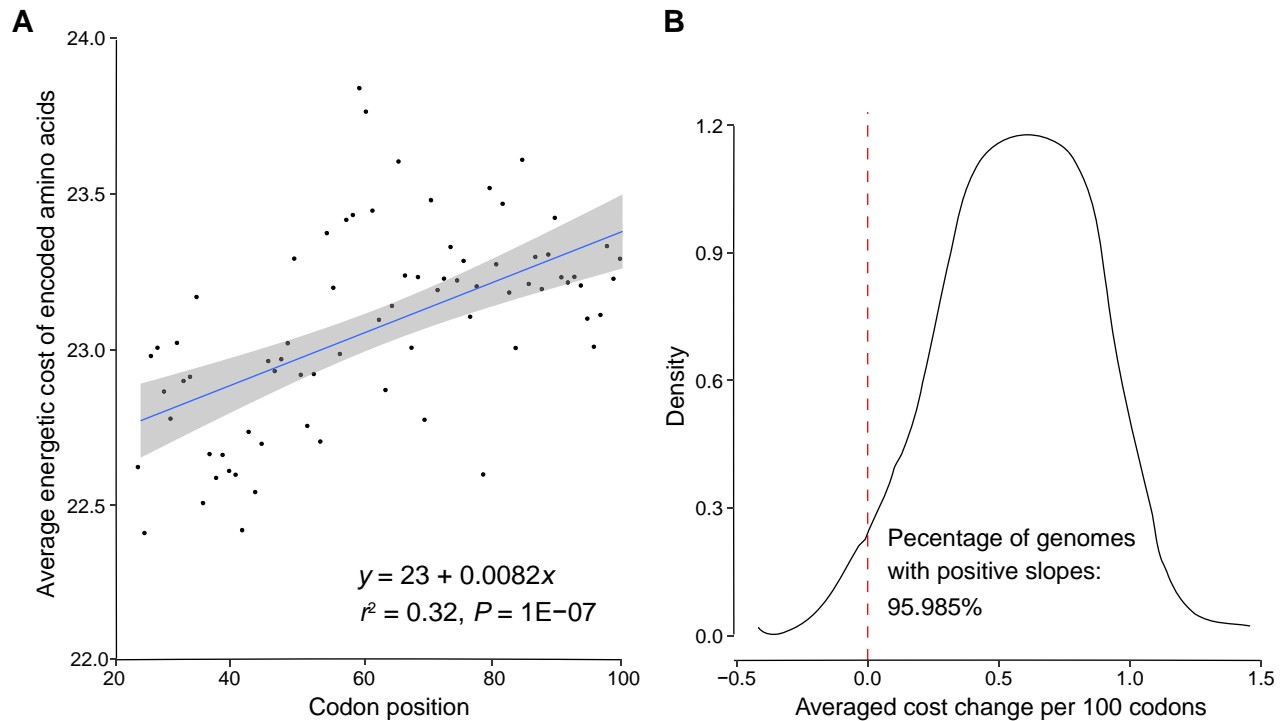 A
Average energetic cost of encoded amino acids
24.0
23.5
23.0
22.5
22.0
20
40
60
80
100
Codon position
y = 23 + 0.0082x
r² = 0.32, P = 1E−07
B
Density
1.2
0.9
0.6
0.3
0.0
−0.5
0.0
0.5
1.0
1.5
Averaged cost change per 100 codons
Pecentage of genomes
with positive slopes:
95.985%